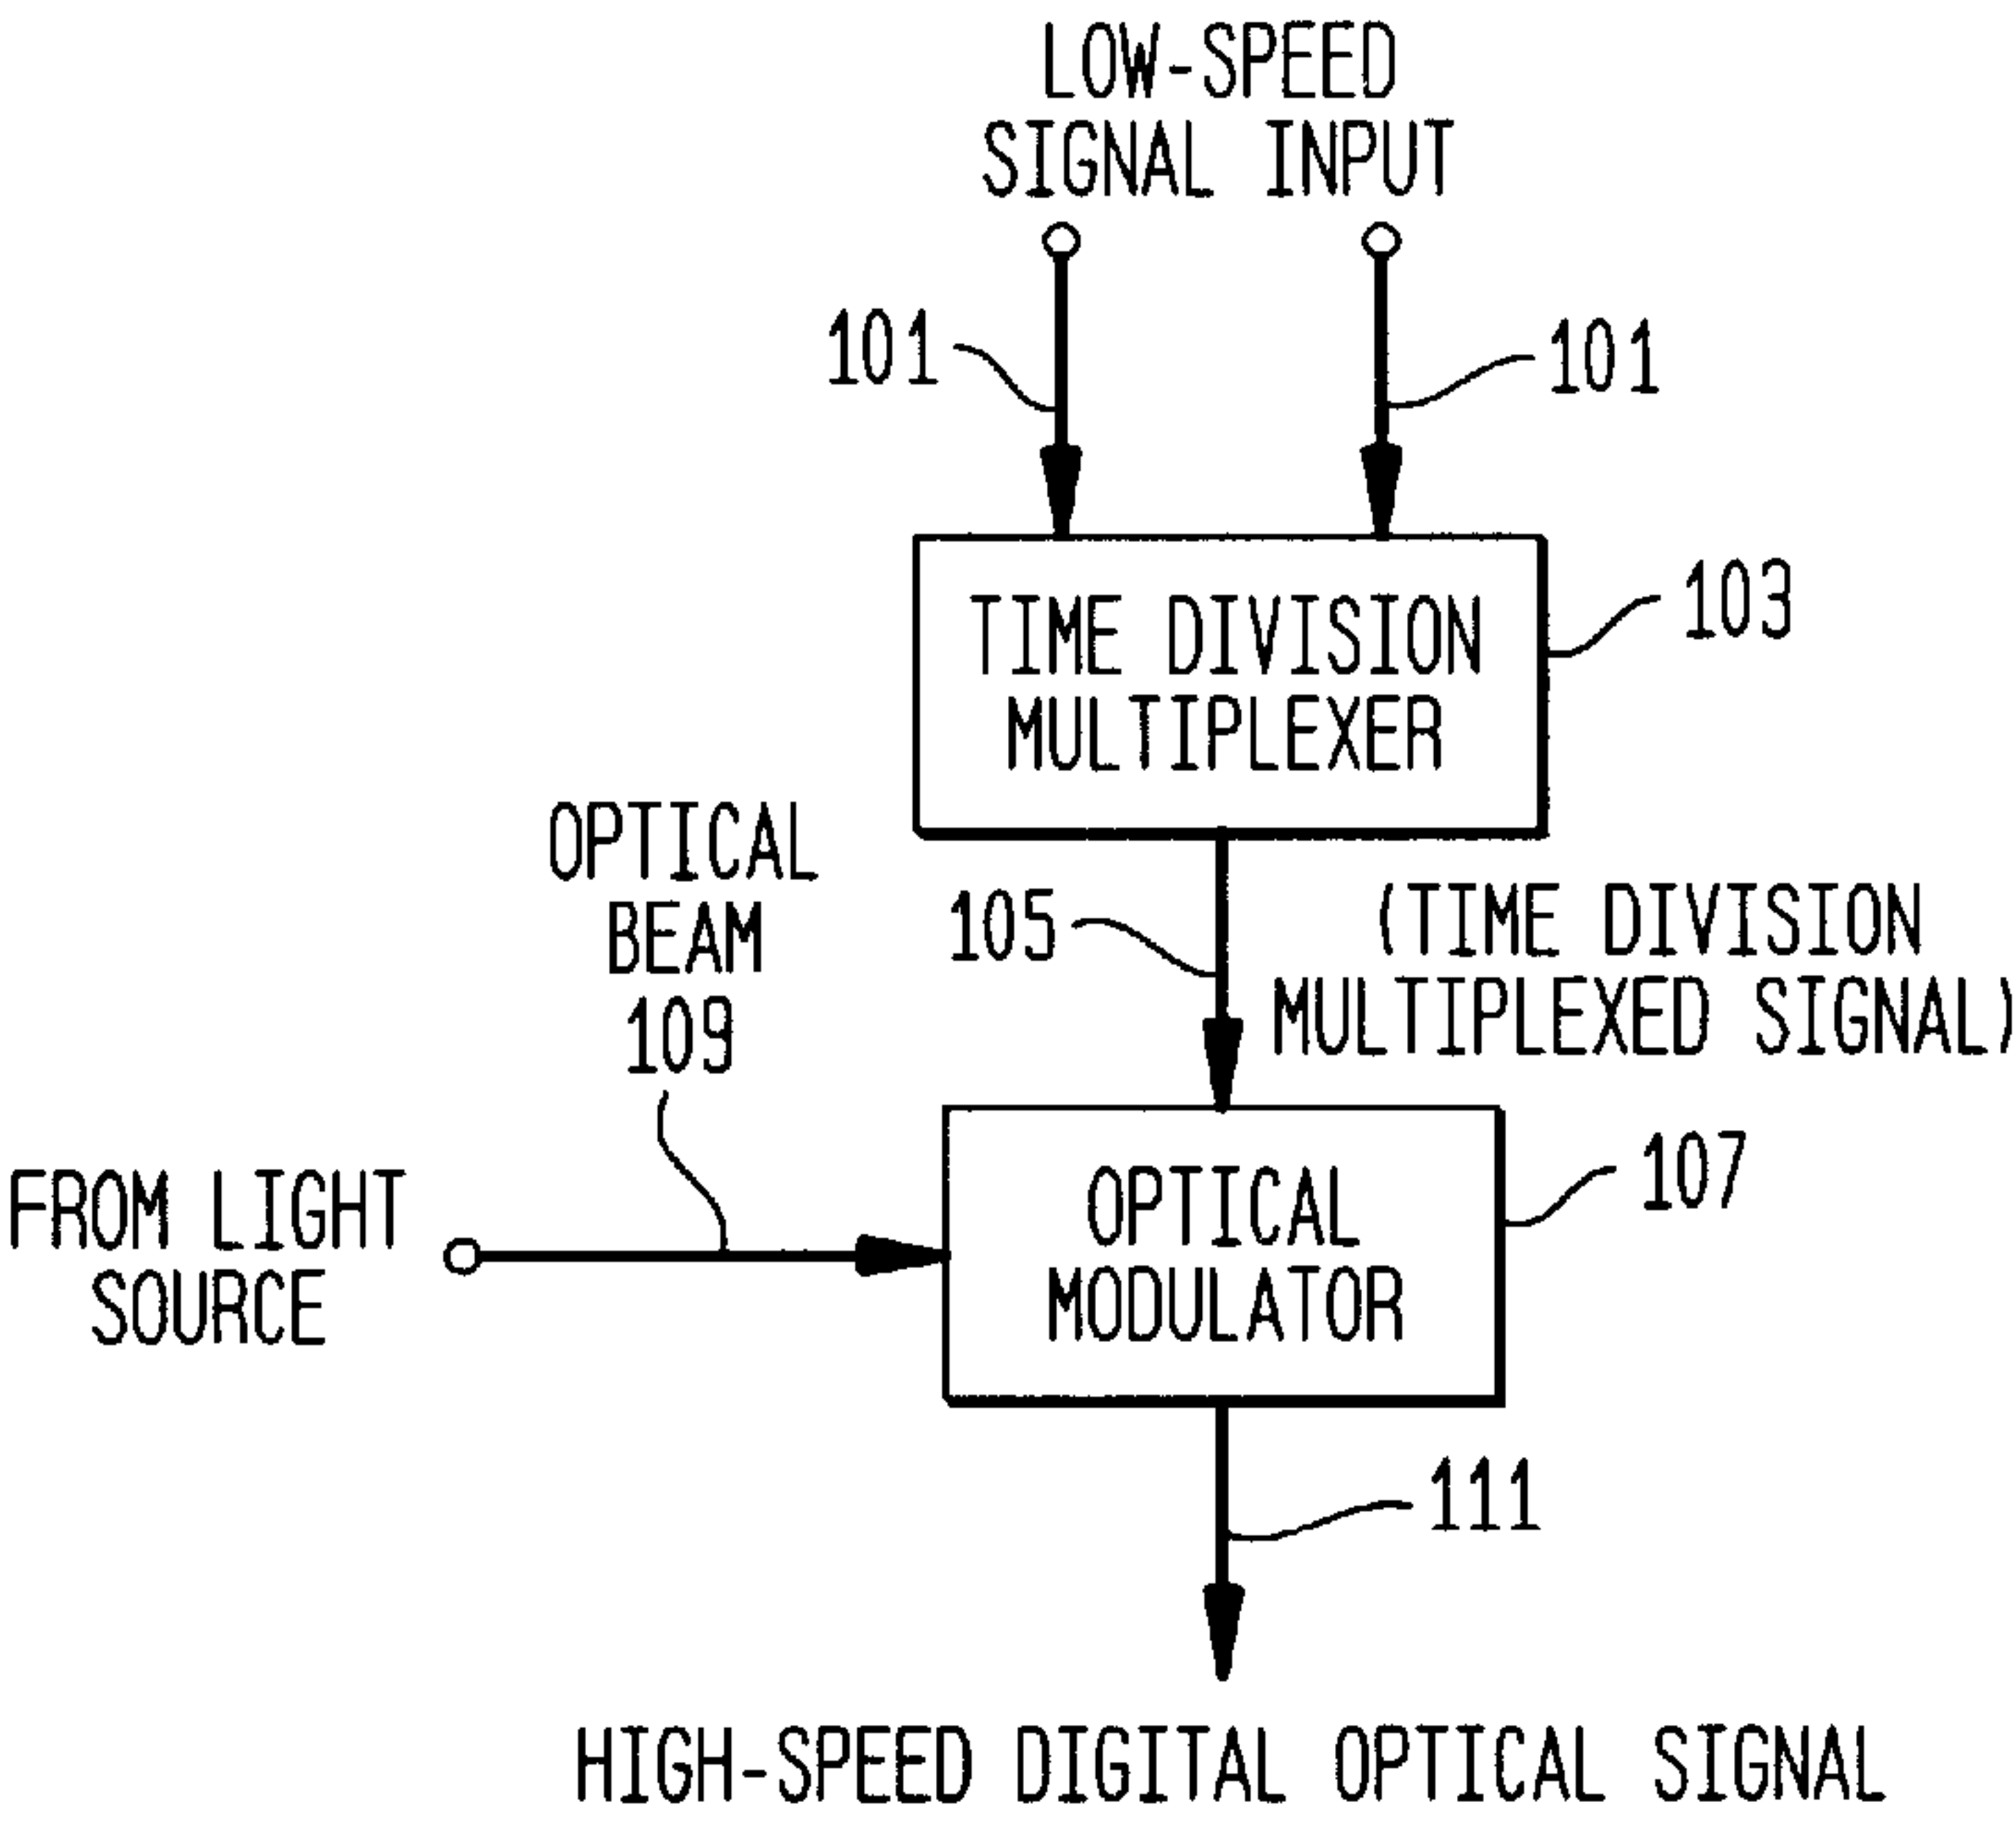 LOW-SPEED
SIGNAL INPUT
101
101
103
TIME DIVISION
MULTIPLEXER
OPTICAL
BEAM
109
105
(TIME DIVISION
MULTIPLEXED SIGNAL)
107
FROM LIGHT
SOURCE
OPTICAL
MODULATOR
111
HIGH-SPEED DIGITAL OPTICAL SIGNAL